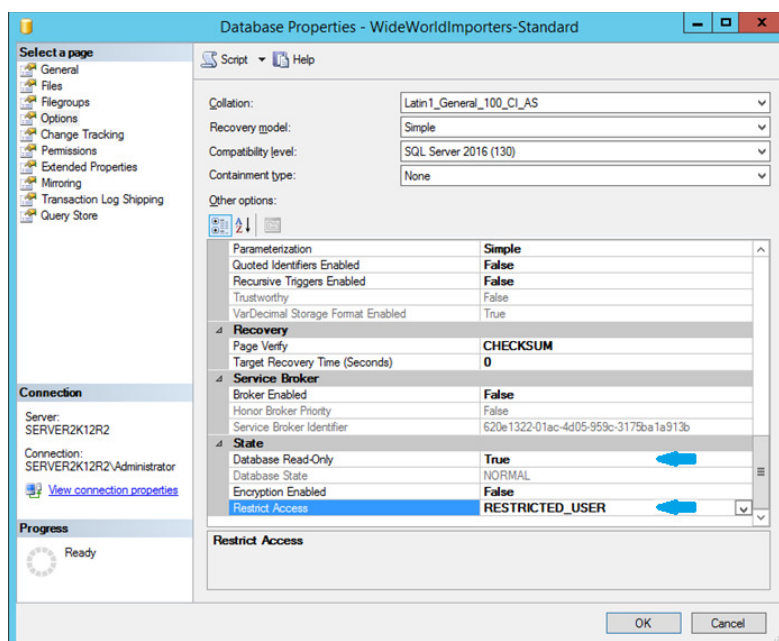 Database Properties - WideWorldImporters-Standard
Select a page
General
Files
Filegroups
Options
Change Tracking
Permissions
Extended Properties
Mirroring
Transaction Log Shipping
Query Store
Script Help
Collation: Latin1_General_100_CI_AS
Recovery model: Simple
Compatibility level: SQL Server 2016 (130)
Containment type: None
Other options:
Parameterization Simple
Quoted Identifiers Enabled False
Recursive Triggers Enabled False
Trustworthy False
VarDecimal Storage Format Enabled True
Recovery
Page Verify CHECKSUM
Target Recovery Time (Seconds) 0
Service Broker
Broker Enabled False
Honor Broker Priority False
Service Broker Identifier 620e1322-01ac-4d05-959c-3175ba1a913b
State
Database Read-Only True
Database State NORMAL
Encryption Enabled False
Restrict Access RESTRICTED_USER
Restrict Access
Connection
Server:
SERVER2K12R2
Connection:
SERVER2K12R2\Administrator
View connection properties
Progress
Ready
OK Cancel